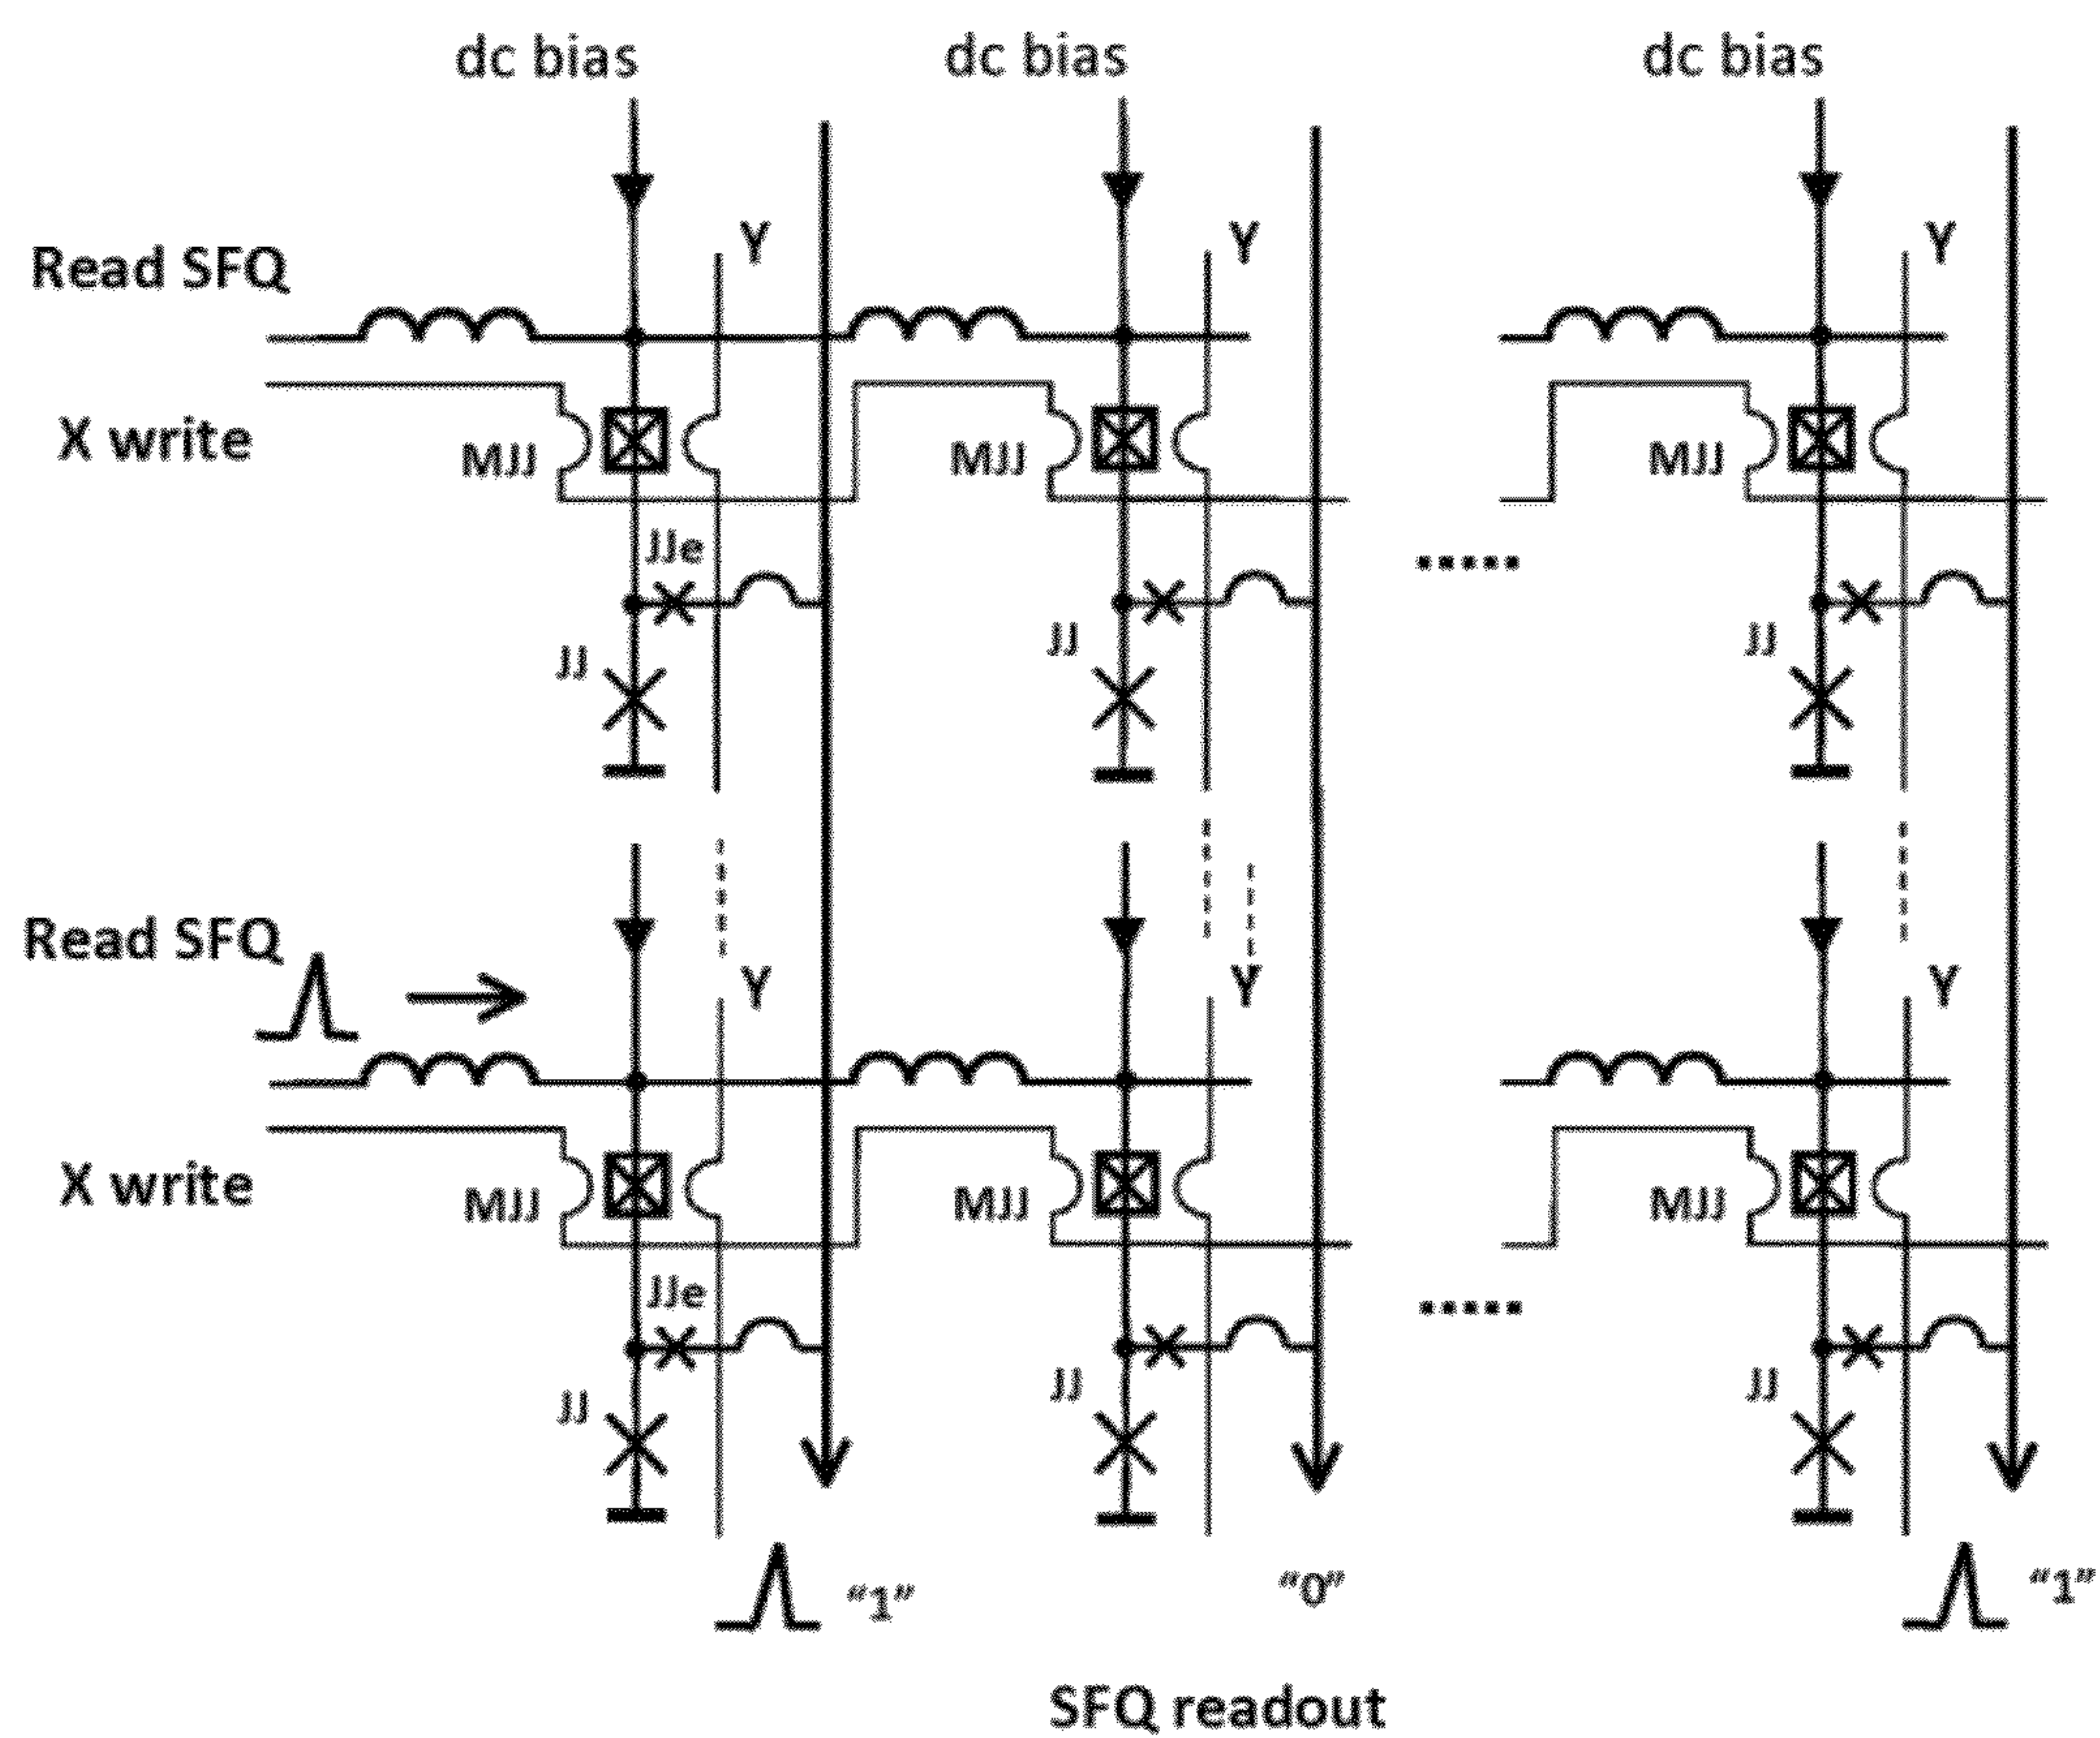 dc bias dc bias dc bias
Y Y Y
Read SFQ
X write
MJJ MJJ MJJ
JJe
JJ JJ JJ
Read SFQ
Y Y Y
X write
MJJ MJJ MJJ
JJe
JJ JJ JJ
“1” “0” “1”
SFQ readout